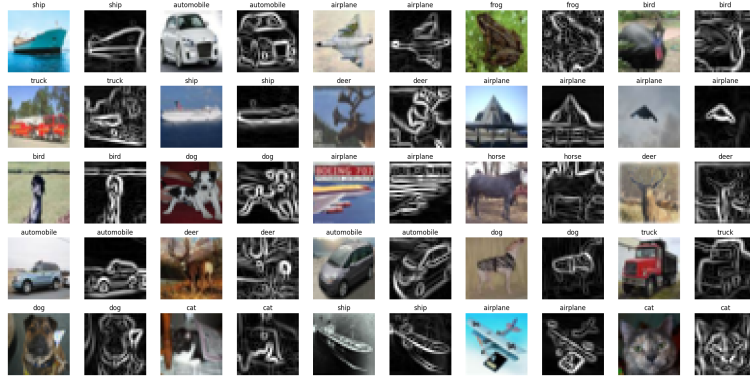 ship ship automobile automobile airplane airplane frog frog bird bird
truck truck ship ship deer deer airplane airplane airplane airplane
bird bird dog dog airplane airplane horse horse deer deer
BOEING 707
automobile automobile deer deer automobile automobile dog dog truck truck
dog dog cat cat ship ship airplane airplane cat cat